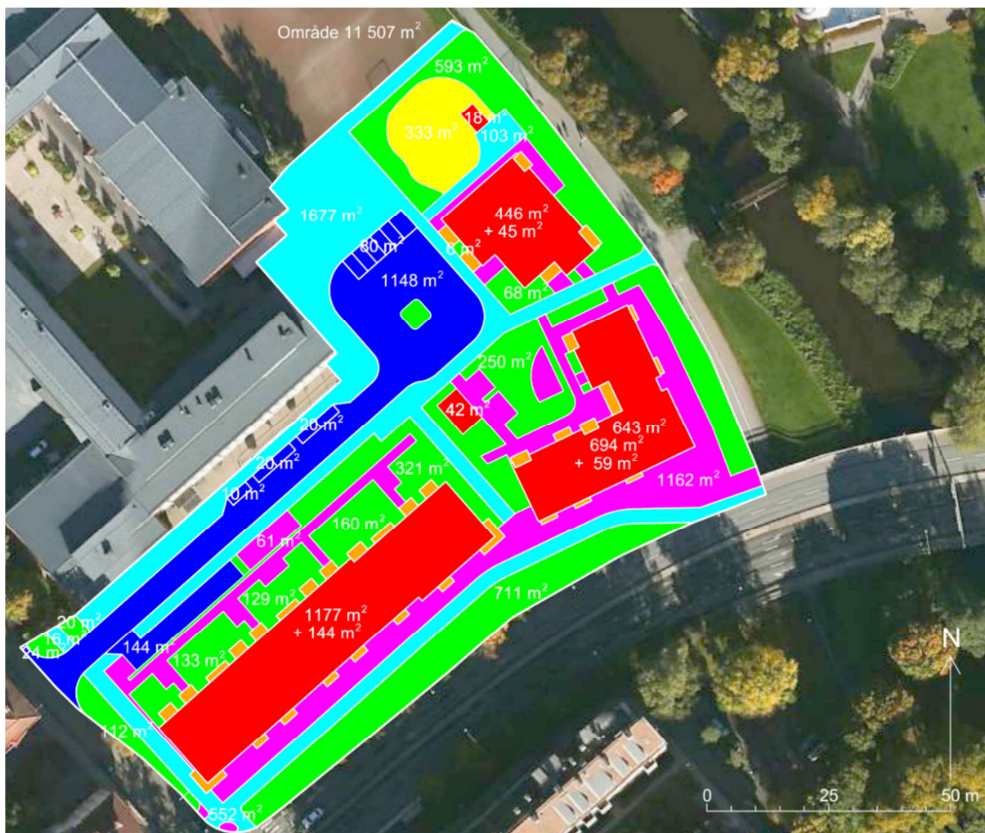 Område 11 507 m²
593 m²
18 m²
333 m²
103 m²
1677 m²
446 m²
+ 45 m²
80 m²
6 m²
1148 m²
68 m²
250 m²
42 m²
643 m²
694 m²
+ 59 m²
20 m²
321 m²
20 m²
1162 m²
10 m²
160 m²
61 m²
711 m²
129 m²
1177 m²
+ 144 m²
20 m²
16 m²
24 m²
144 m²
133 m²
N
112 m²
0 25 50 m
552 m²